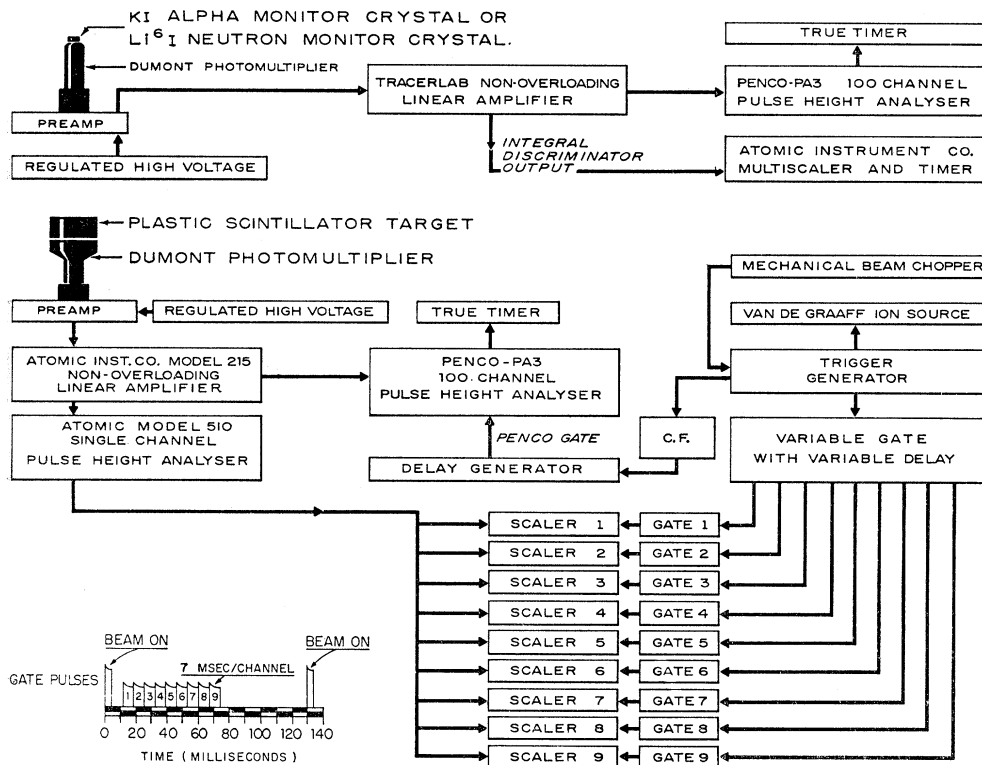 KI ALPHA MONITOR CRYSTAL OR
Li⁶I NEUTRON MONITOR CRYSTAL.
DUMONT PHOTOMULTIPLIER
PREAMP
REGULATED HIGH VOLTAGE
TRACERLAB NON-OVERLOADING
LINEAR AMPLIFIER
TRUE TIMER
PENCO-PA3 100 CHANNEL
PULSE HEIGHT ANALYSER
INTEGRAL
DISCRIMINATOR
OUTPUT
ATOMIC INSTRUMENT CO.
MULTISCALER AND TIMER
PLASTIC SCINTILLATOR TARGET
DUMONT PHOTOMULTIPLIER
PREAMP
REGULATED HIGH VOLTAGE
TRUE TIMER
MECHANICAL BEAM CHOPPER
VAN DE GRAAFF ION SOURCE
ATOMIC INST. CO. MODEL 215
NON-OVERLOADING
LINEAR AMPLIFIER
PENCO-PA3
100. CHANNEL
PULSE HEIGHT ANALYSER
TRIGGER
GENERATOR
ATOMIC MODEL 510
SINGLE. CHANNEL
PULSE HEIGHT ANALYSER
PENCO GATE
C.F.
DELAY GENERATOR
VARIABLE GATE
WITH VARIABLE DELAY
SCALER 1 GATE 1
SCALER 2 GATE 2
SCALER 3 GATE 3
SCALER 4 GATE 4
SCALER 5 GATE 5
SCALER 6 GATE 6
SCALER 7 GATE 7
SCALER 8 GATE 8
SCALER 9 GATE 9
BEAM ON BEAM ON
7 MSEC/CHANNEL
GATE PULSES
1 2 3 4 5 6 7 8 9
0 20 40 60 80 100 120 140
TIME (MILLISECONDS)